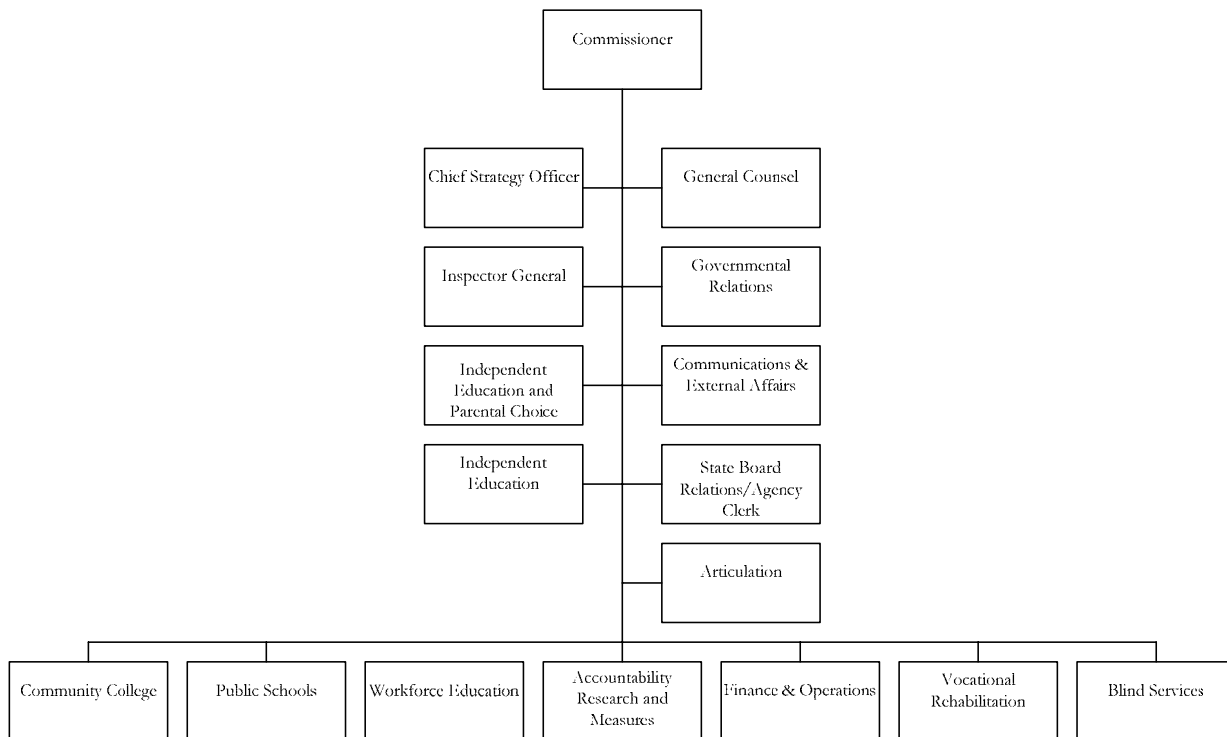 Commissioner
Chief Strategy Officer
General Counsel
Inspector General
Governmental
Relations
Independent
Education and
Parental Choice
Communications &
External Affairs
Independent
Education
State Board
Relations/Agency
Clerk
Articulation
Community College
Public Schools
Workforce Education
Accountability
Research and
Measures
Finance & Operations
Vocational
Rehabilitation
Blind Services